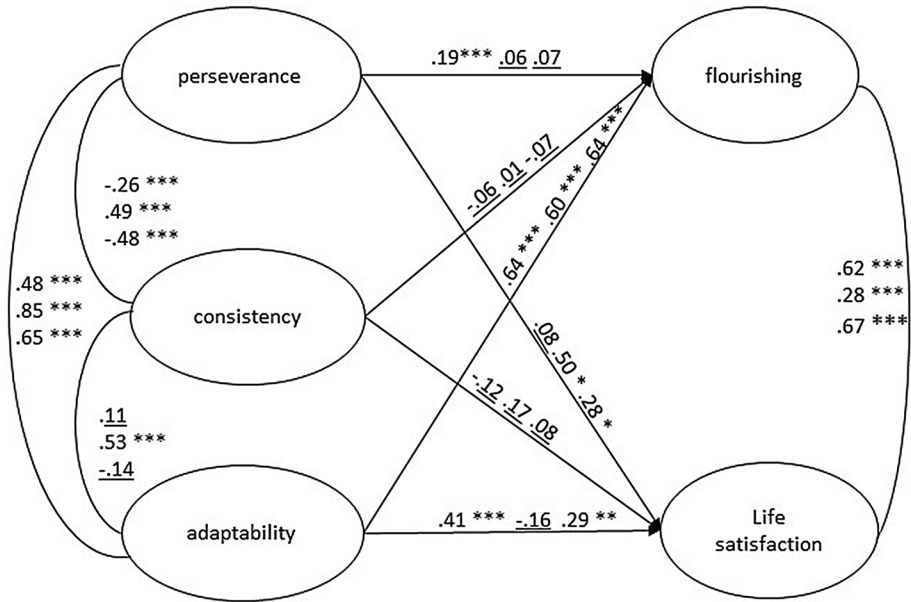 .19*** .06 .07
perseverance
flourishing
-.06 .01 -.07
.64 *** .60 *** .64 ***
-.26 ***
.49 ***
-.48 ***
.48 ***
.85 ***
.65 ***
.62 ***
.28 ***
.67 ***
consistency
.08 .50 * .28 *
-.12 .17 .08
.11
.53 ***
-.14
.41 *** -.16 .29 **
adaptability
Life
satisfaction